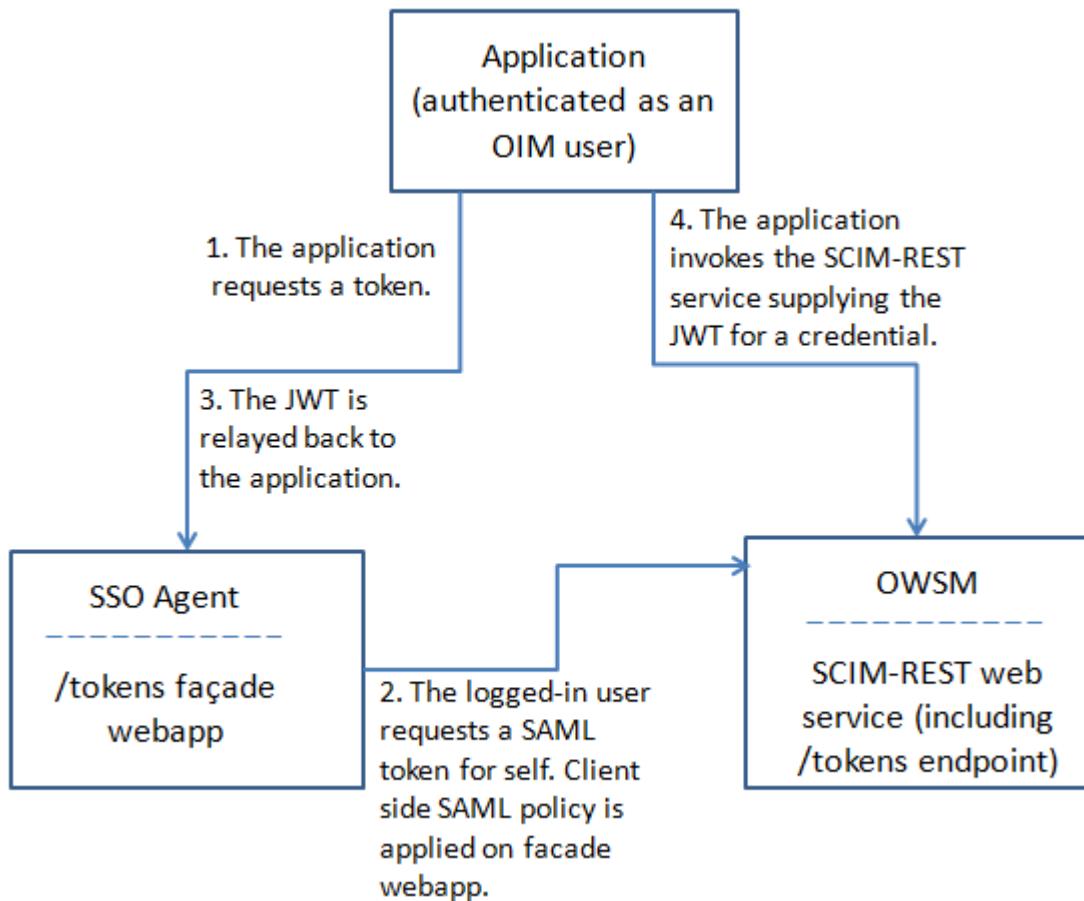 Application
(authenticated as an
OIM user)
1. The application
requests a token.
4. The application
invokes the SCIM-REST
service supplying the
JWT for a credential.
3. The JWT is
relayed back to
the application.
SSO Agent
/tokens façade
webapp
2. The logged-in user
requests a SAML
token for self. Client
side SAML policy is
applied on facade
webapp.
OWSM
SCIM-REST web
service (including
/tokens endpoint)